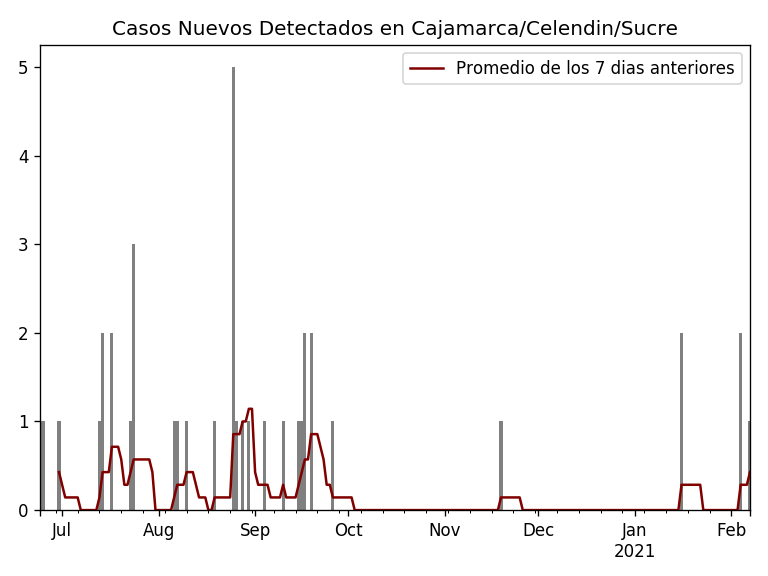 Casos Nuevos Detectados en Cajamarca/Celendin/Sucre
Promedio de los 7 dias anteriores
5
4
3
2
1
0
Jul Aug Sep Oct Nov Dec Jan Feb
2021